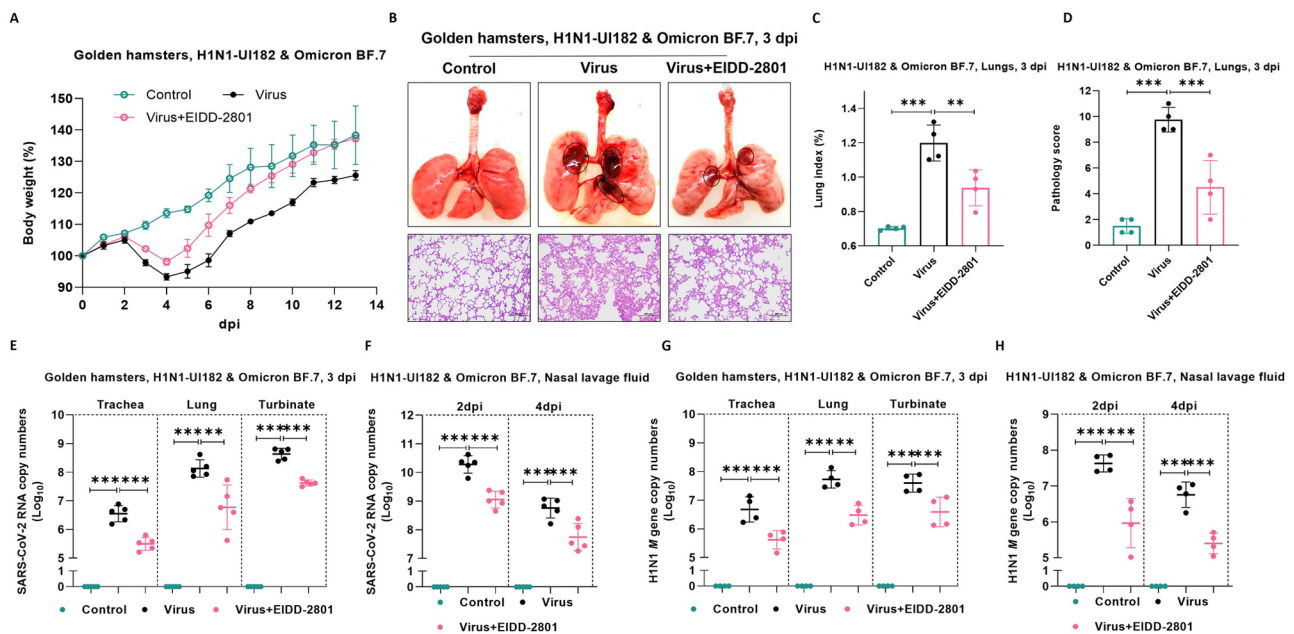 A
Golden hamsters, H1N1-UI182 & Omicron BF.7
Control
Virus
Virus+EIDD-2801
Body weight (%)
150
140
130
120
110
100
90
0 2 4 6 8 10 12 14
dpi
B
Golden hamsters, H1N1-UI182 & Omicron BF.7, 3 dpi
Control Virus Virus+EIDD-2801
C
H1N1-UI182 & Omicron BF.7, Lungs, 3 dpi
*** **
Lung index (%)
1.4
1.2
1.0
0.8
0.6
Control Virus Virus+EIDD-2801
D
H1N1-UI182 & Omicron BF.7, Lungs, 3 dpi
*** ***
Pathology score
14
12
10
8
6
4
2
0
Control Virus Virus+EIDD-2801
E
Golden hamsters, H1N1-UI182 & Omicron BF.7, 3 dpi
Trachea Lung Turbinate
****** ***** ******
SARS-CoV-2 RNA copy numbers
(Log10)
10
9
8
7
6
5
1
0
Control Virus Virus+EIDD-2801
F
H1N1-UI182 & Omicron BF.7, Nasal lavage fluid
2dpi 4dpi
****** ******
SARS-CoV-2 RNA copy numbers
(Log10)
12
11
10
9
8
7
1
0
Control Virus
Virus+EIDD-2801
G
Golden hamsters, H1N1-UI182 & Omicron BF.7, 3 dpi
Trachea Lung Turbinate
****** ***** ******
H1N1 M gene copy numbers
(Log10)
10
9
8
7
6
5
1
0
Control Virus Virus+EIDD-2801
H
H1N1-UI182 & Omicron BF.7, Nasal lavage fluid
2dpi 4dpi
****** ******
H1N1 M gene copy numbers
(Log10)
9
8
7
6
5
1
0
Control Virus
Virus+EIDD-2801